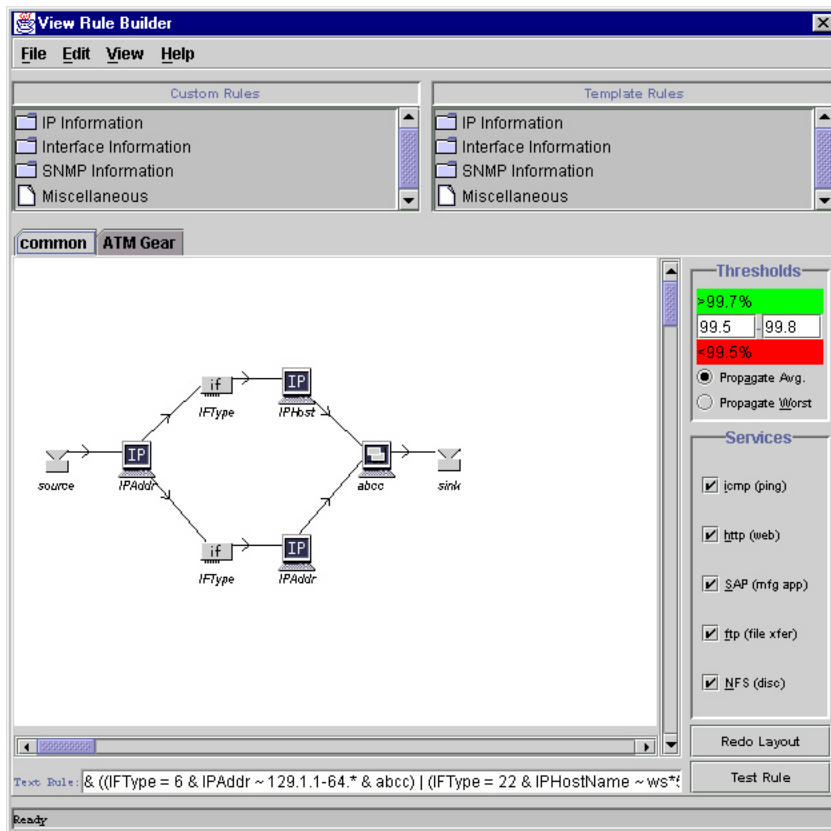 View Rule Builder
File Edit View Help
Custom Rules
IP Information
Interface Information
SNMP Information
Miscellaneous
Template Rules
IP Information
Interface Information
SNMP Information
Miscellaneous
common ATM Gear
source
IP
IPAddr
if
IFType
IP
IPHost
if
IFType
IP
IPAddr
abcc
sink
Thresholds
>99.7%
99.5 - 99.8
<99.5%
Propagate Avg.
Propagate Worst
Services
icmp (ping)
http (web)
SAP (mfg app)
ftp (file xfer)
NFS (disc)
Redo Layout
Test Rule
Text Rule: & ((IFType = 6 & IPAddr ~ 129.1.1-64.* & abcc) | (IFType = 22 & IPHostName ~ ws*
Ready